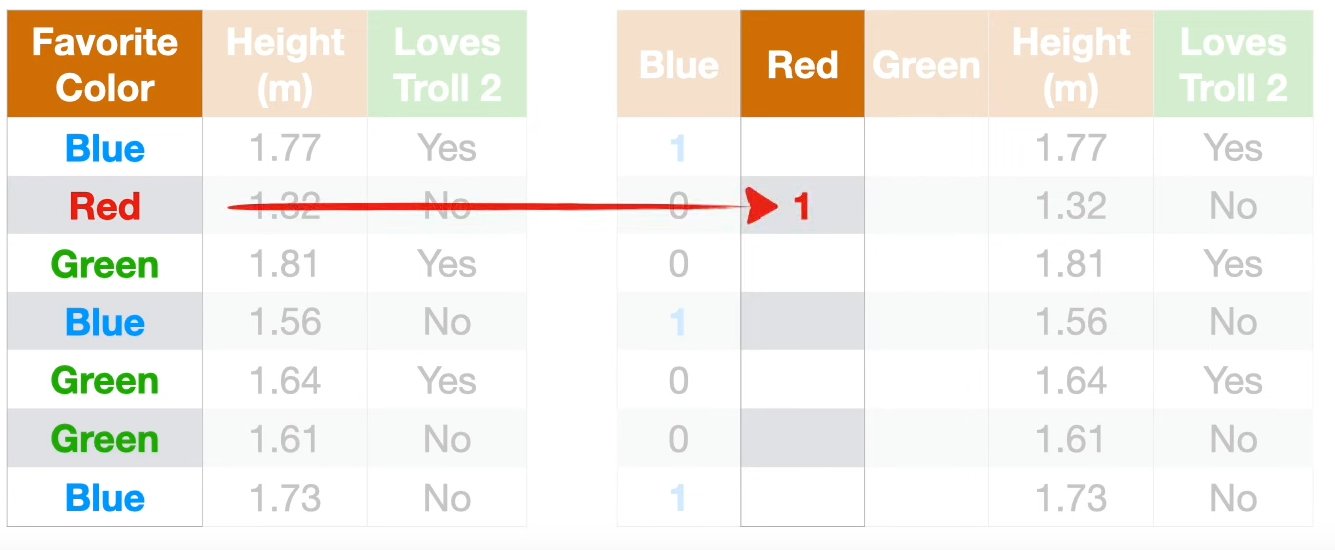 Favorite Color Height (m) Loves Troll 2 Blue Red Green Height (m) Loves Troll 2
Blue 1.77 Yes 1 1.77 Yes
Red 1.32 No 0 1 1.32 No
Green 1.81 Yes 0 1.81 Yes
Blue 1.56 No 1 1.56 No
Green 1.64 Yes 0 1.64 Yes
Green 1.61 No 0 1.61 No
Blue 1.73 No 1 1.73 No